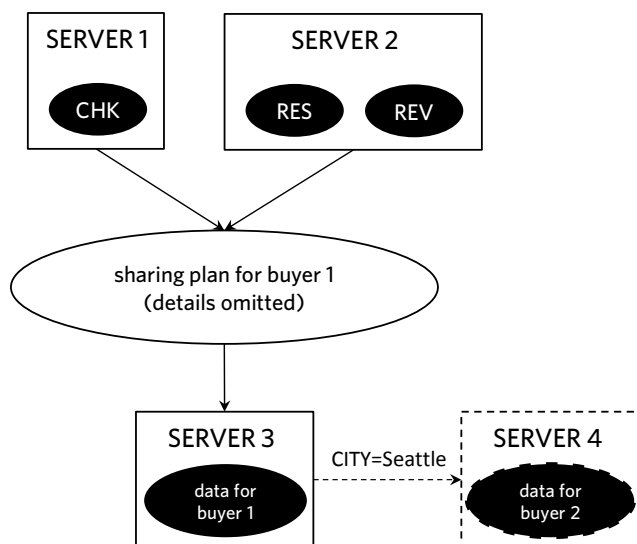 SERVER 1
SERVER 2
CHK
RES
REV
sharing plan for buyer 1
(details omitted)
SERVER 3
CITY=Seattle
SERVER 4
data for
buyer 1
data for
buyer 2